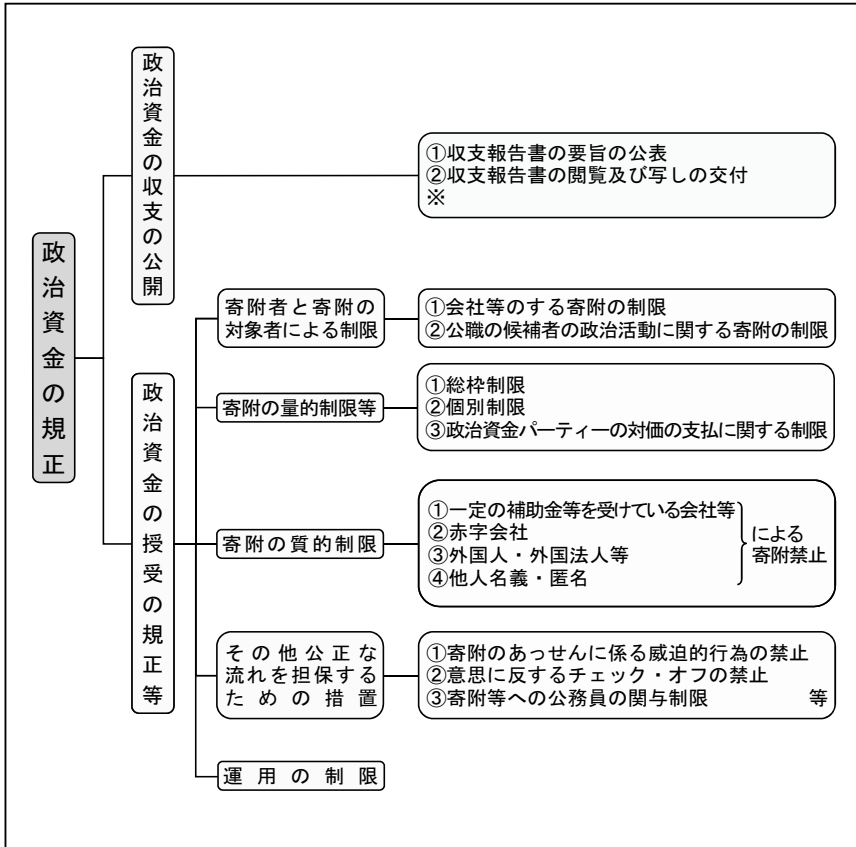 政治資金の規正
政治資金の収支の公開
①収支報告書の要旨の公表
②収支報告書の閲覧及び写しの交付
※
政治資金の授受の規正等
寄附者と寄附の
対象者による制限
①会社等のする寄附の制限
②公職の候補者の政治活動に関する寄附の制限
寄附の量的制限等
①総枠制限
②個別制限
③政治資金パーティーの対価の支払に関する制限
寄附の質的制限
①一定の補助金等を受けている会社等
②赤字会社
③外国人・外国法人等
④他人名義・匿名
による
寄附禁止
その他公正な
流れを担保する
ための措置
①寄附のあっせんに係る威迫的行為の禁止
②意思に反するチェック・オフの禁止
③寄附等への公務員の関与制限 等
運用の制限